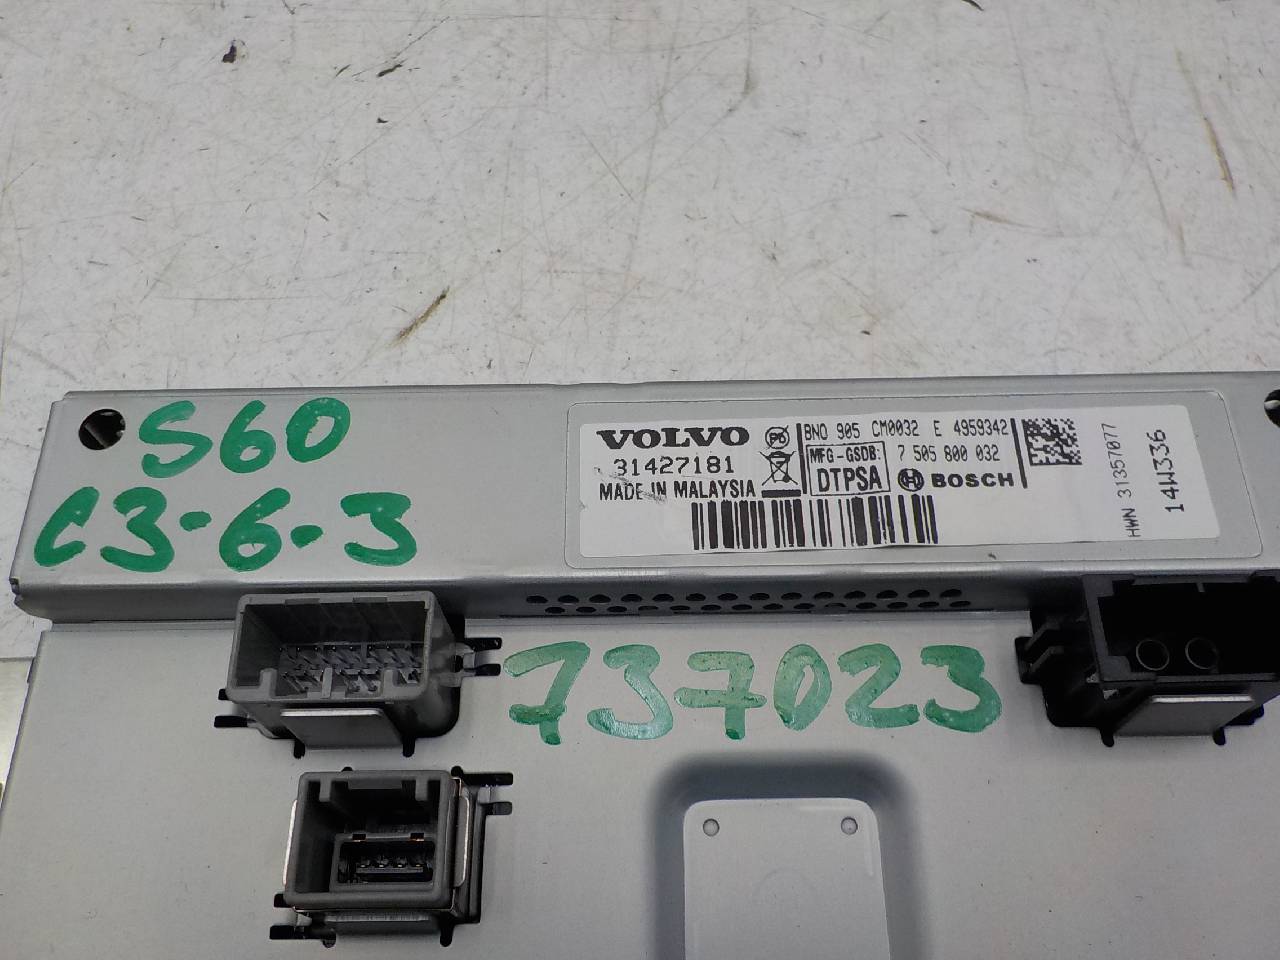 S60
C3-6-3
VOLVO
31427181
MADE IN MALAYSIA
BNO 905 CM0032 E 4959342
MFG-GSDB:
DTPSA
7 505 800 032
BOSCH
HWN 31357077
14W336
737023